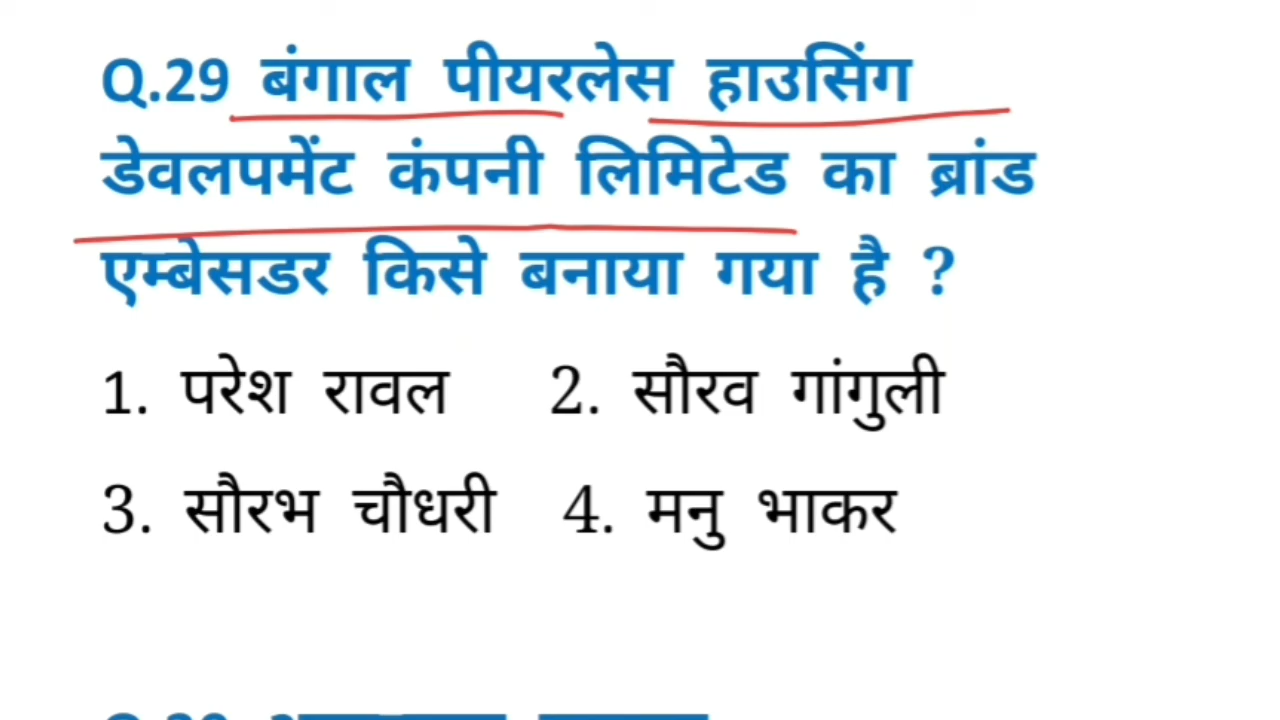 Q.29 बंगाल पीयरलेस हाउसिंग
डेवलपमेंट कंपनी लिमिटेड का ब्रांड
एम्बेसडर किसे बनाया गया है ?
1. परेश रावल 2. सौरव गांगुली
3. सौरभ चौधरी 4. मनु भाकर